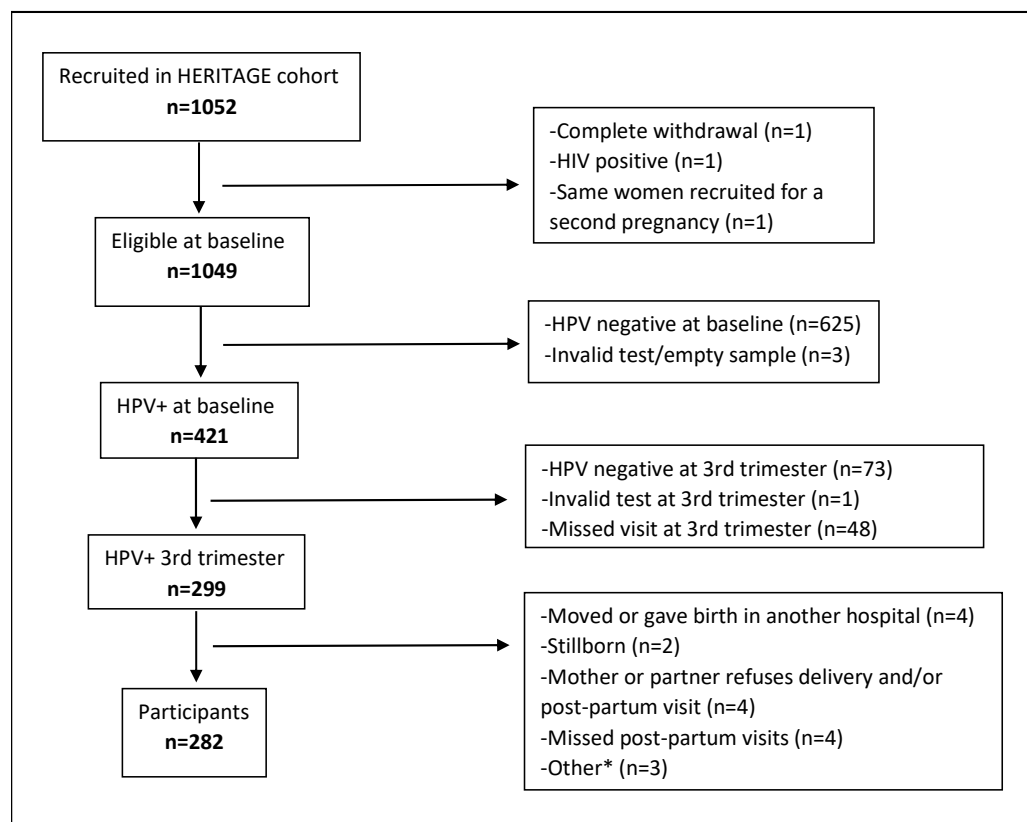 Recruited in HERITAGE cohort
n=1052
-Complete withdrawal (n=1)
-HIV positive (n=1)
-Same women recruited for a
second pregnancy (n=1)
Eligible at baseline
n=1049
-HPV negative at baseline (n=625)
-Invalid test/empty sample (n=3)
HPV+ at baseline
n=421
-HPV negative at 3rd trimester (n=73)
-Invalid test at 3rd trimester (n=1)
-Missed visit at 3rd trimester (n=48)
HPV+ 3rd trimester
n=299
-Moved or gave birth in another hospital (n=4)
-Stillborn (n=2)
-Mother or partner refuses delivery and/or
post-partum visit (n=4)
-Missed post-partum visits (n=4)
-Other* (n=3)
Participants
n=282